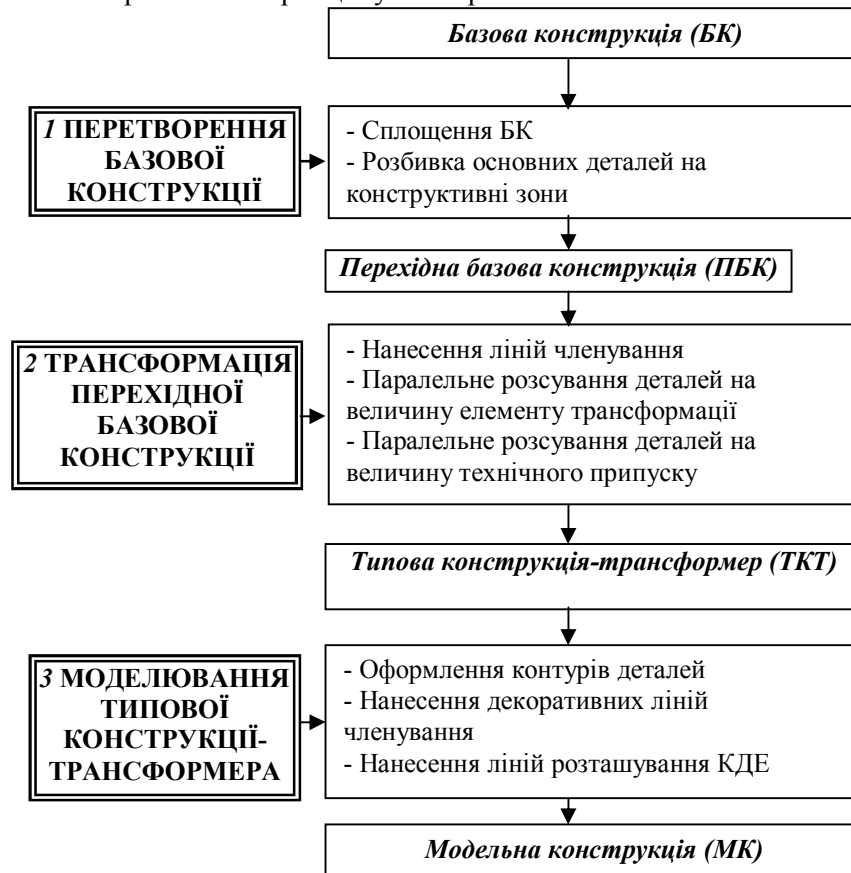 Базова конструкція (БК)
1 ПЕРЕТВОРЕННЯ
БАЗОВОЇ
КОНСТРУКЦІЇ
- Сплощення БК
- Розбивка основних деталей на
конструктивні зони
Перехідна базова конструкція (ПБК)
2 ТРАНСФОРМАЦІЯ
ПЕРЕХІДНОЇ
БАЗОВОЇ
КОНСТРУКЦІЇ
- Нанесення ліній членування
- Паралельне розсування деталей на
величину елементу трансформації
- Паралельне розсування деталей на
величину технічного припуску
Типова конструкція-трансформер (ТКТ)
3 МОДЕЛЮВАННЯ
ТИПОВОЇ
КОНСТРУКЦІЇ-
ТРАНСФОРМЕРА
- Оформлення контурів деталей
- Нанесення декоративних ліній
членування
- Нанесення ліній розташування КДЕ
Модельна конструкція (МК)